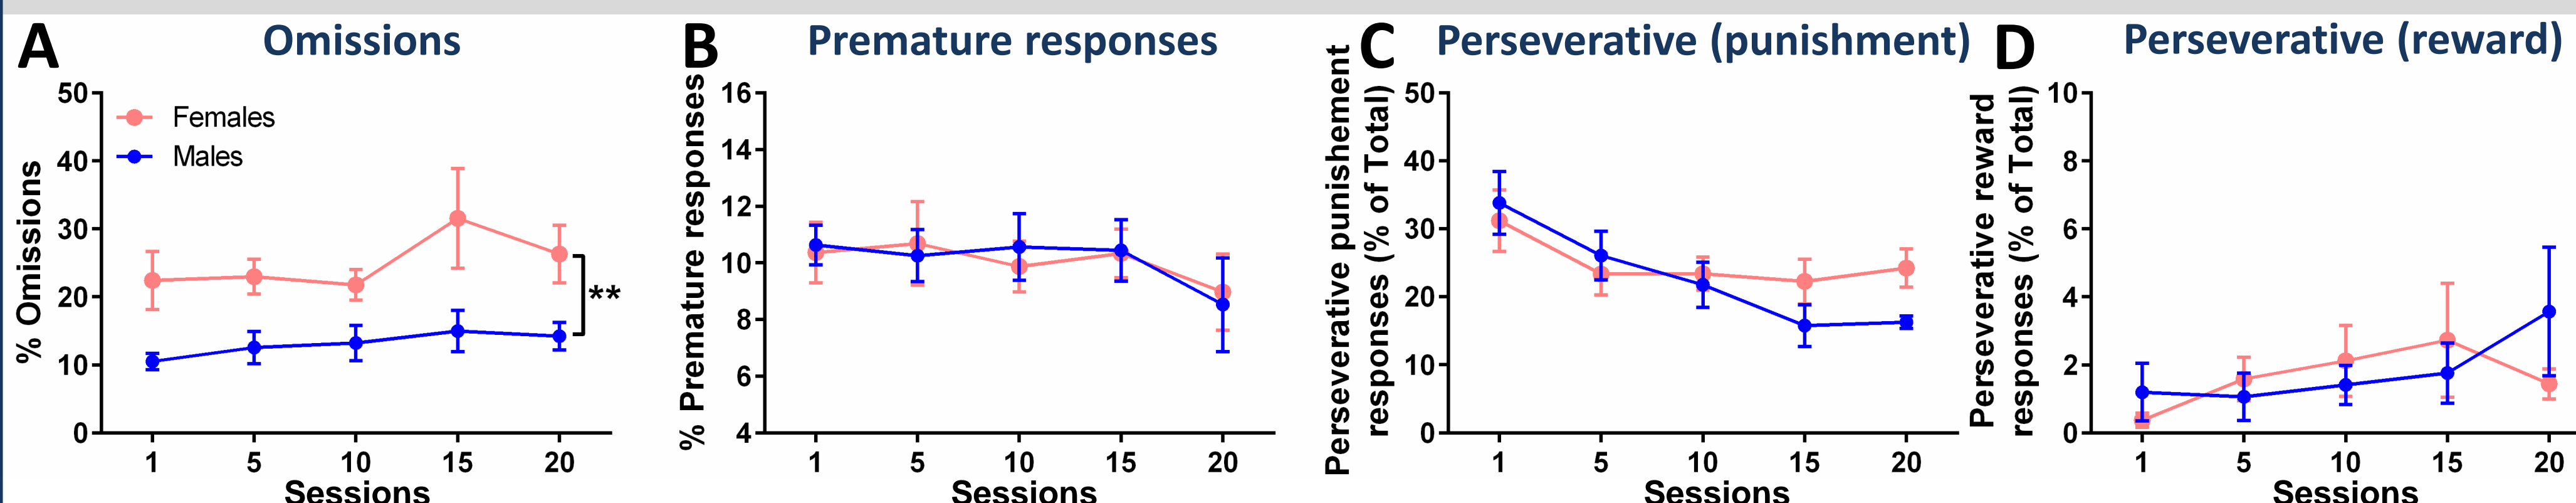 A Omissions
50
40
30
20
10
0
% Omissions
Females
Males
**
1 5 10 15 20
Sessions
B Premature responses
16
14
12
10
8
6
4
% Premature responses
1 5 10 15 20
Sessions
C Perseverative (punishment)
50
40
30
20
10
0
Perseverative punishement
responses (% of Total)
1 5 10 15 20
Sessions
D Perseverative (reward)
10
8
6
4
2
0
Perseverative reward
responses (% of Total)
1 5 10 15 20
Sessions